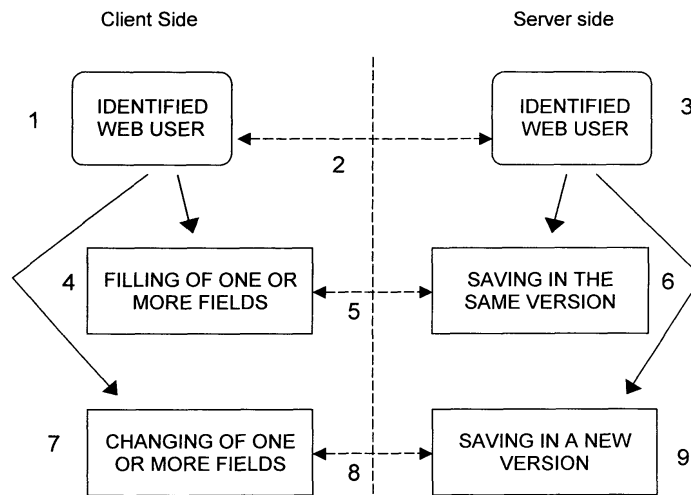 Client Side
Server side
1
IDENTIFIED
WEB USER
2
IDENTIFIED
WEB USER
3
4
FILLING OF ONE OR
MORE FIELDS
5
SAVING IN THE
SAME VERSION
6
7
CHANGING OF ONE
OR MORE FIELDS
8
SAVING IN A NEW
VERSION
9